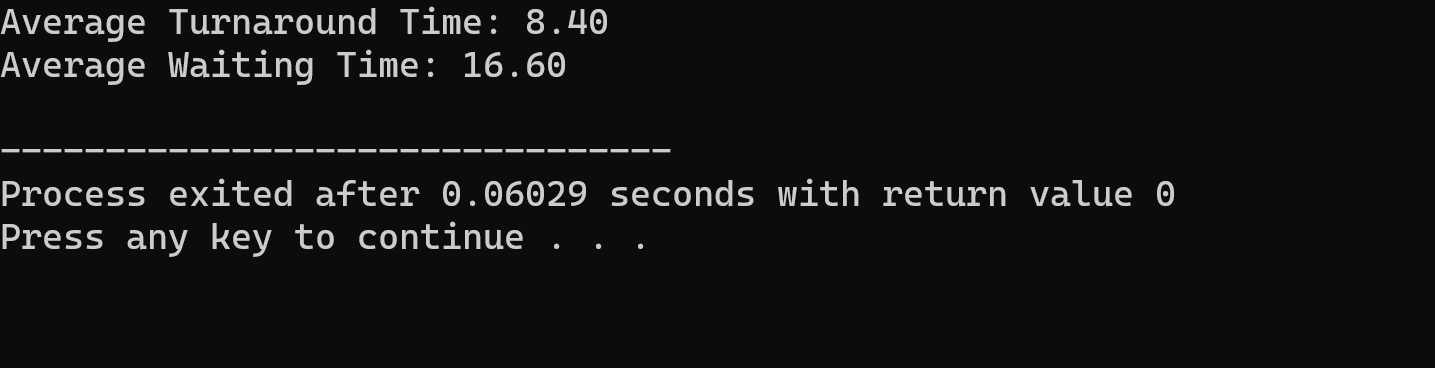 Average Turnaround Time: 8.40
Average Waiting Time: 16.60
--------------------------------
Process exited after 0.06029 seconds with return value 0
Press any key to continue . . .